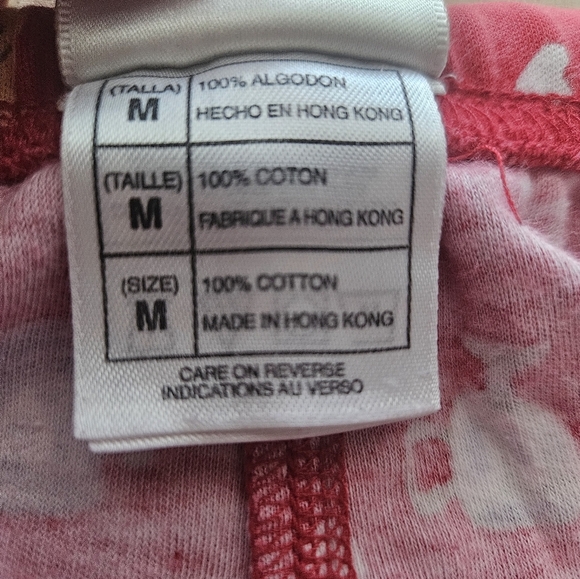 (TALLA) 100% ALGODON
M HECHO EN HONG KONG
(TAILLE) 100% COTON
M FABRIQUE A HONG KONG
(SIZE) 100% COTTON
M MADE IN HONG KONG
CARE ON REVERSE
INDICATIONS AU VERSO